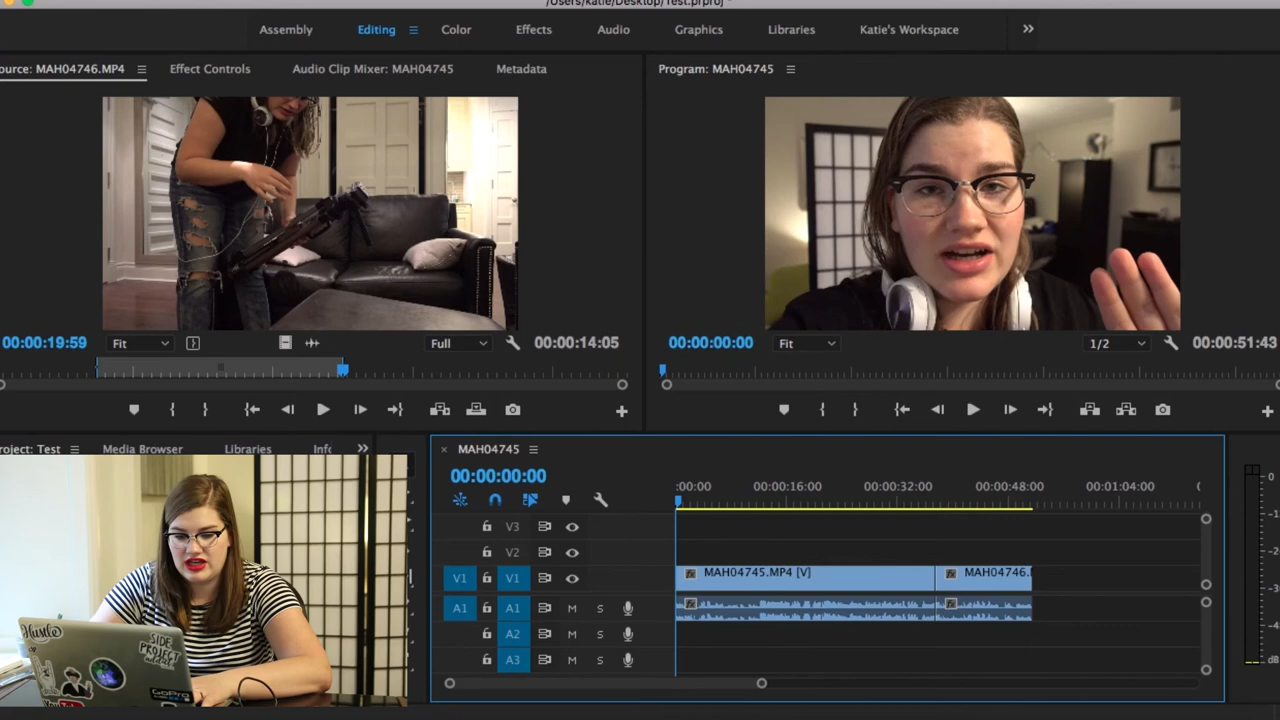 /Users/katie/Desktop/Test.prproj *
Assembly Editing Color Effects Audio Graphics Libraries Katie's Workspace
ource: MAH04746.MP4 Effect Controls Audio Clip Mixer: MAH04745 Metadata
Program: MAH04745
00:00:19:59 Fit Full 00:00:14:05
00:00:00:00 Fit 1/2 00:00:51:43
roject: Test Media Browser Libraries Infc
MAH04745
00:00:00:00
:00:00 00:00:16:00 00:00:32:00 00:00:48:00 00:01:04:00
V3
V2
V1 V1 MAH04745.MP4 [V] MAH04746.
A1 A1 M S
A2 M S
A3 M S
0
dB
Hustle
SIDE
PROJECT
addict
GoPro